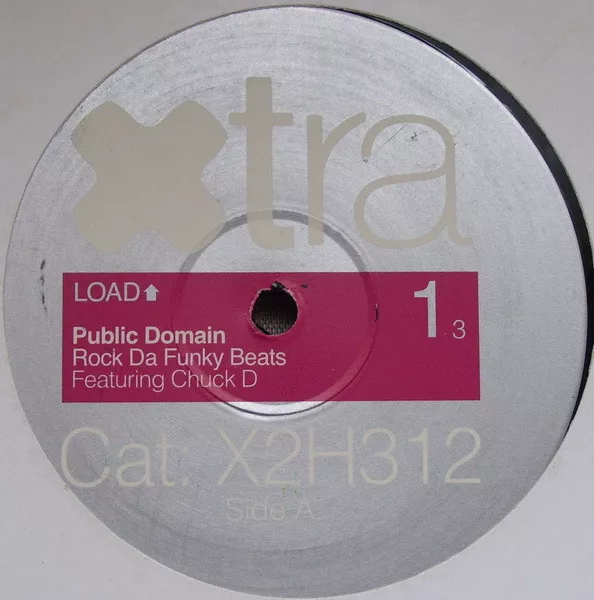 xtra
LOAD
1 3
Public Domain
Rock Da Funky Beats
Featuring Chuck D
Cat: X2H312
Side A.